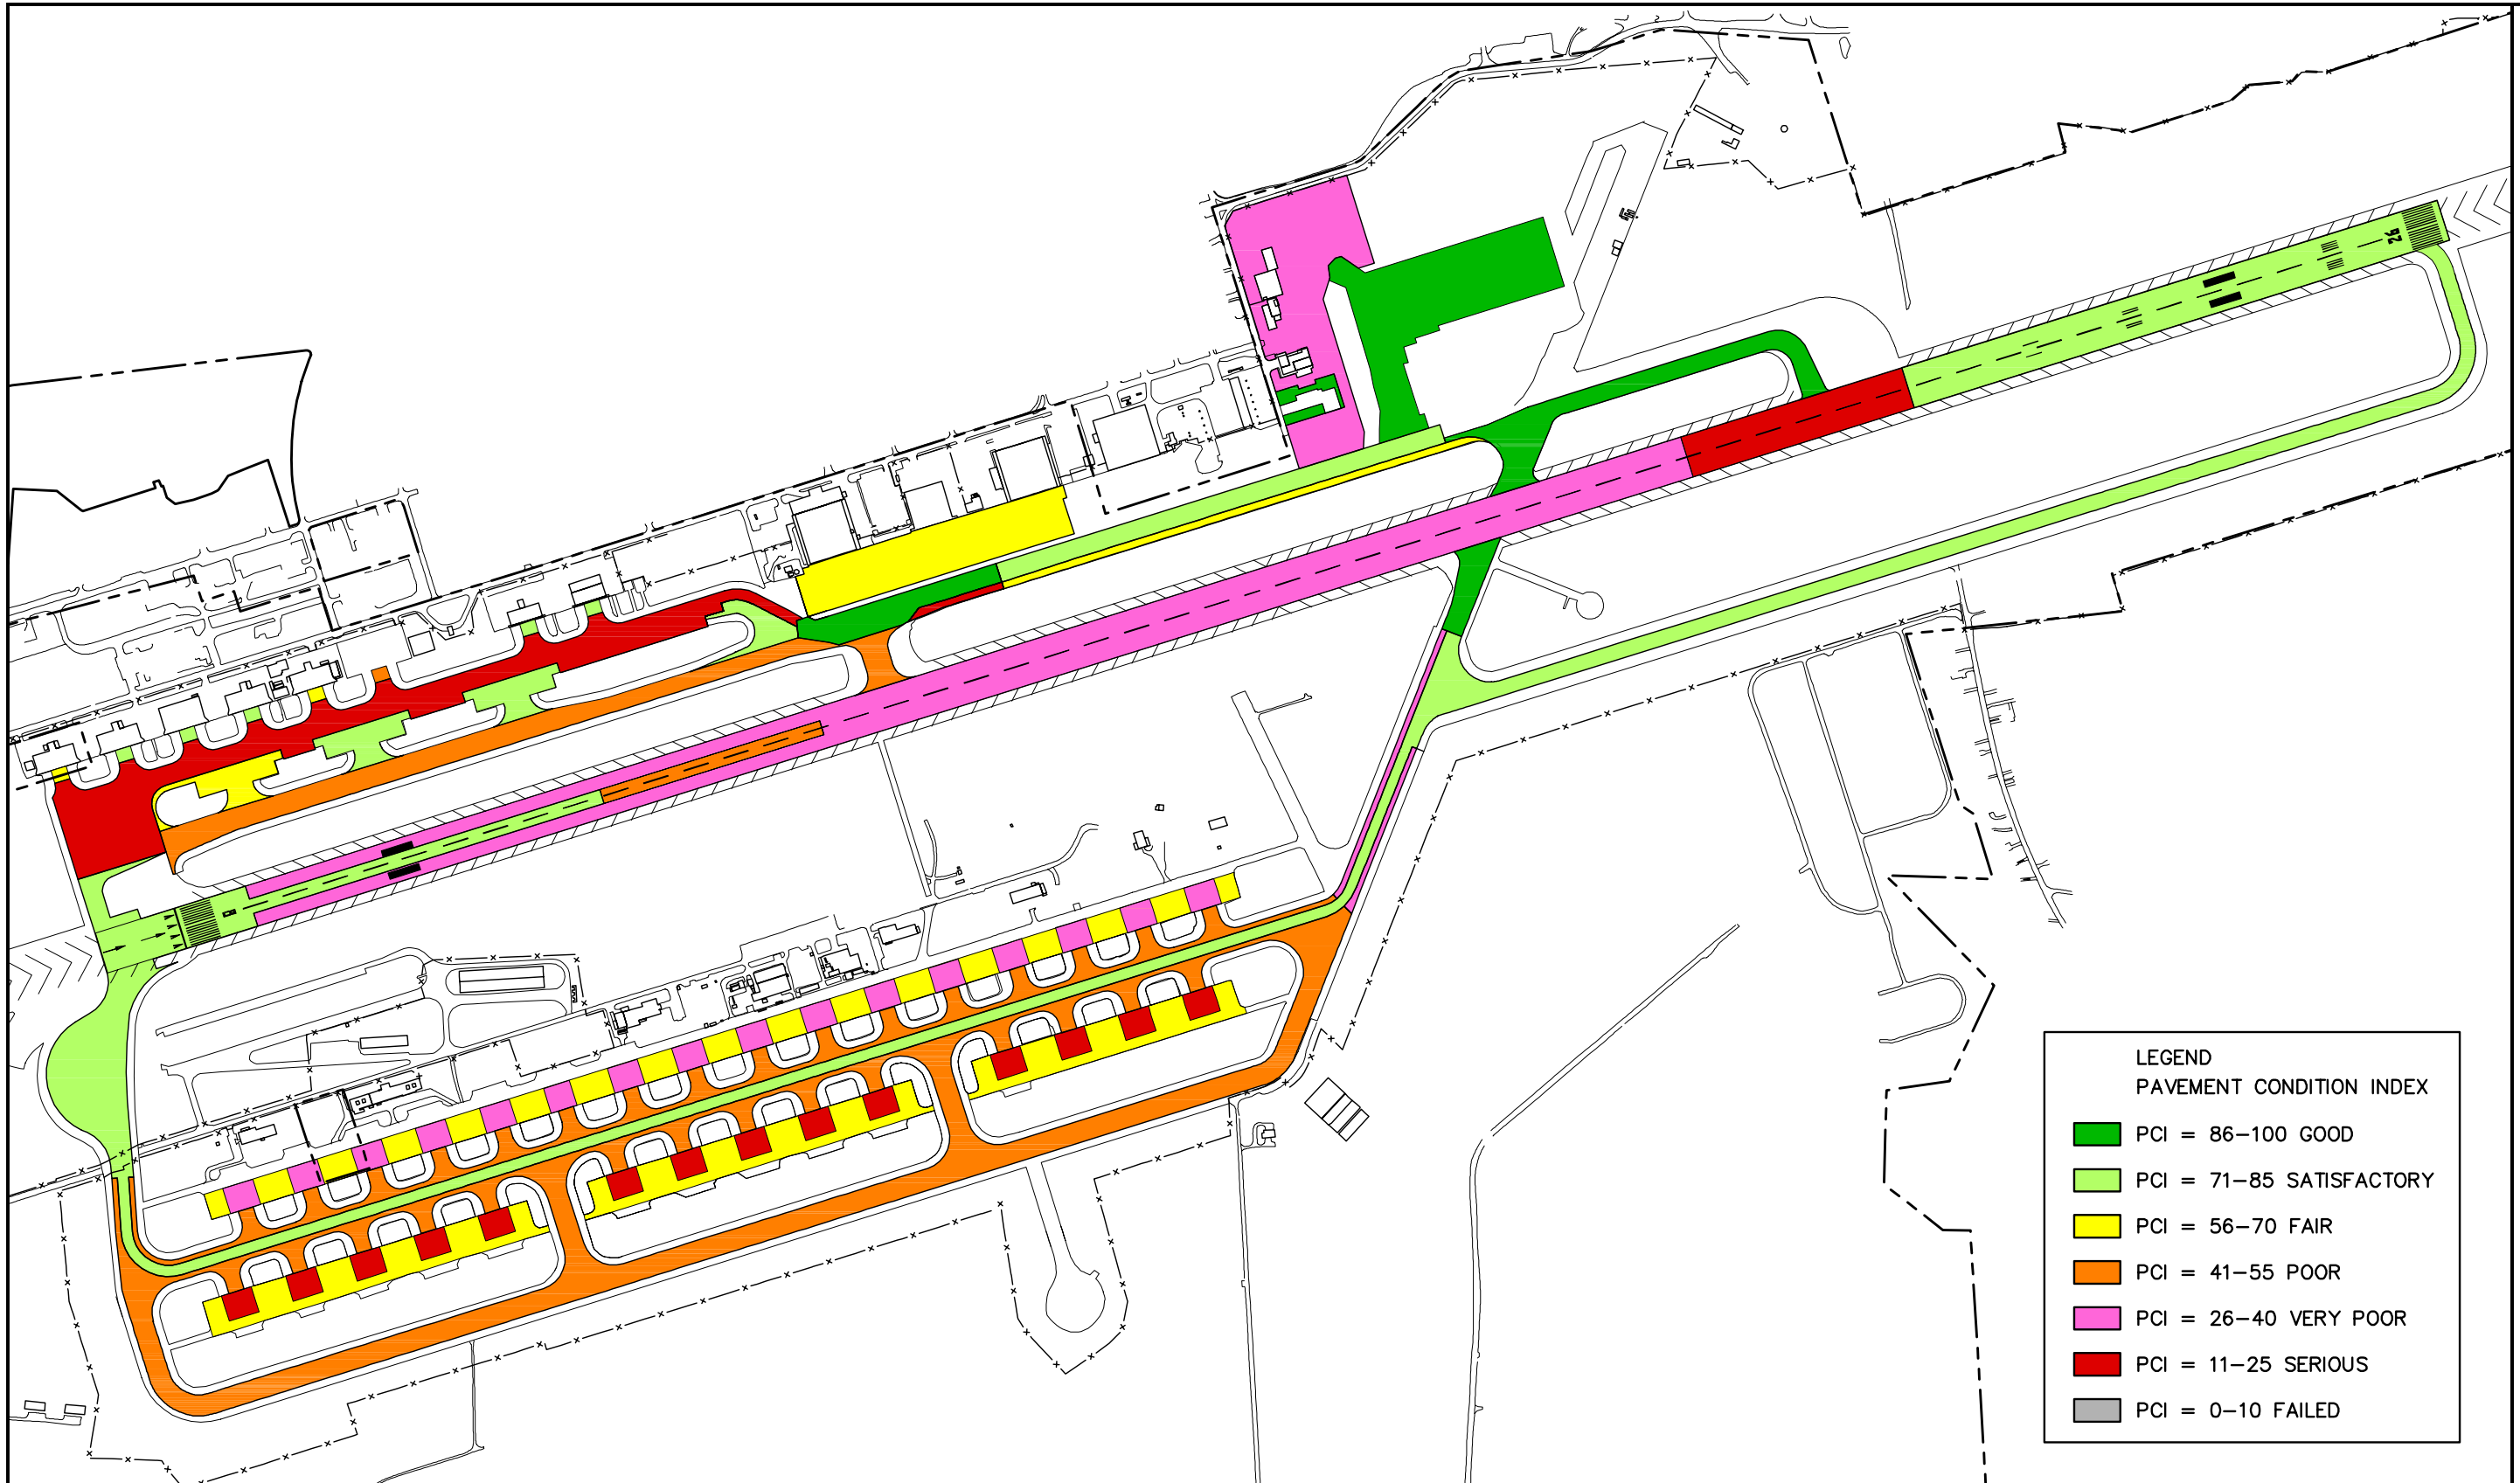 25
LEGEND
PAVEMENT CONDITION INDEX
PCI = 86-100 GOOD
PCI = 71-85 SATISFACTORY
PCI = 56-70 FAIR
PCI = 41-55 POOR
PCI = 26-40 VERY POOR
PCI = 11-25 SERIOUS
PCI = 0-10 FAILED